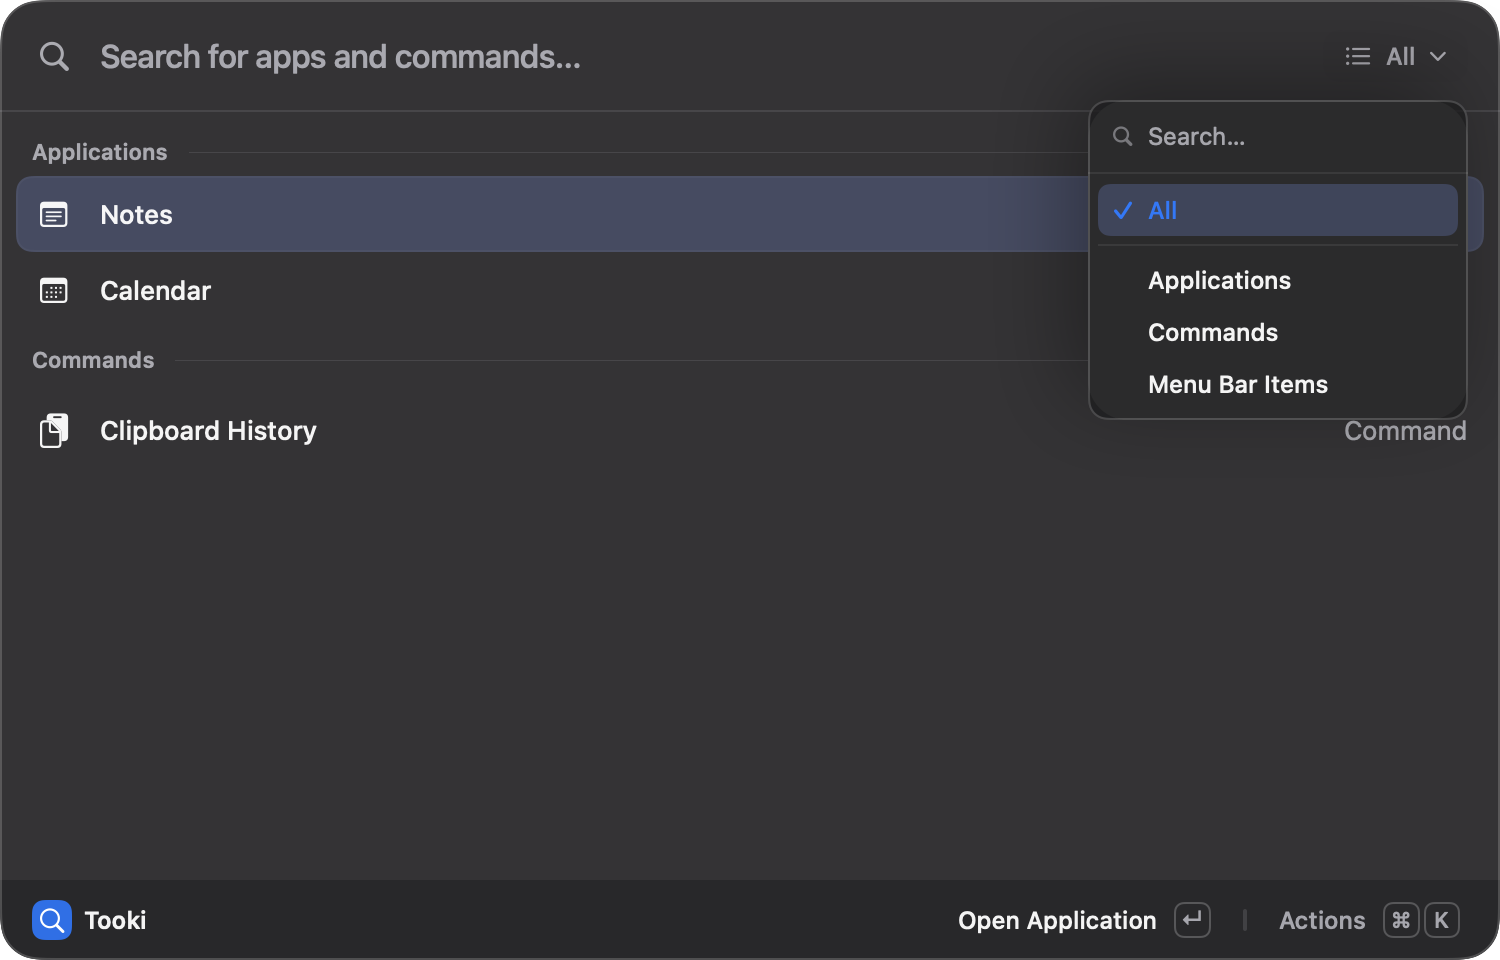 Search for apps and commands...
All
Search...
All
Applications
Commands
Menu Bar Items
Applications
Notes
Calendar
Commands
Clipboard History
Command
Tooki
Open Application
Actions ⌘ K